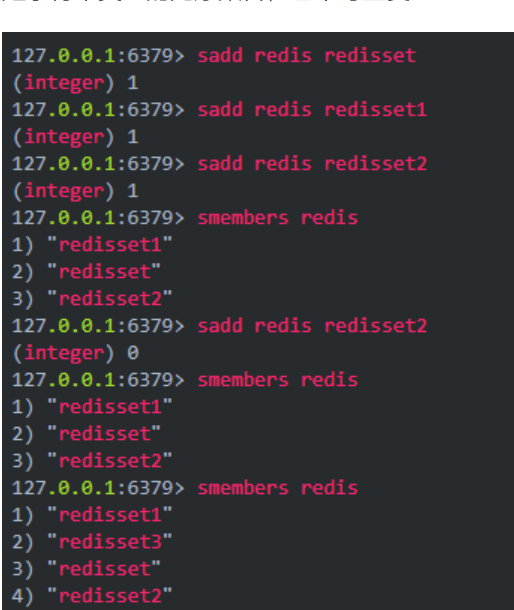 127.0.0.1:6379> sadd redis redisset
(integer) 1
127.0.0.1:6379> sadd redis redisset1
(integer) 1
127.0.0.1:6379> sadd redis redisset2
(integer) 1
127.0.0.1:6379> smembers redis
1) "redisset1"
2) "redisset"
3) "redisset2"
127.0.0.1:6379> sadd redis redisset2
(integer) 0
127.0.0.1:6379> smembers redis
1) "redisset1"
2) "redisset"
3) "redisset2"
127.0.0.1:6379> smembers redis
1) "redisset1"
2) "redisset3"
3) "redisset"
4) "redisset2"